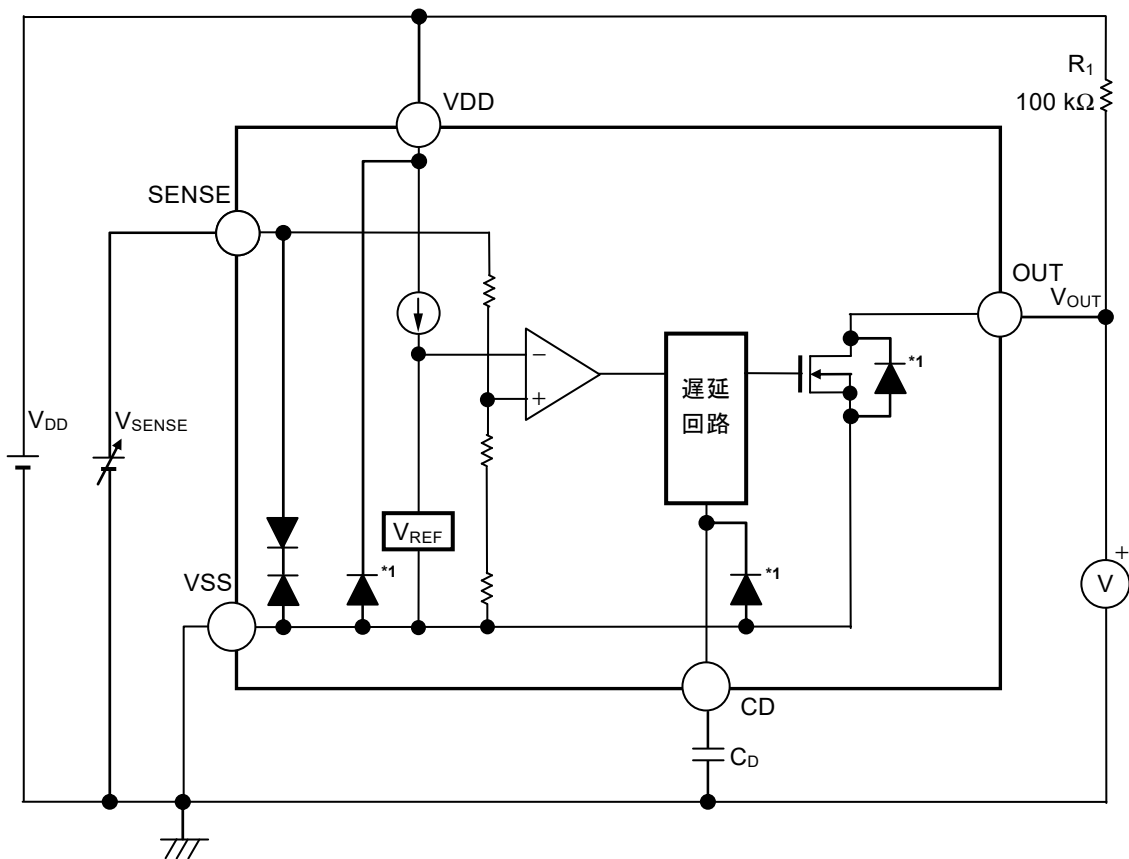 R1
100 kΩ
VDD
SENSE
OUT
VOUT
*1
遅延
回路
−
+
VDD
VSENSE
VREF
*1
*1
VSS
+
V
CD
CD